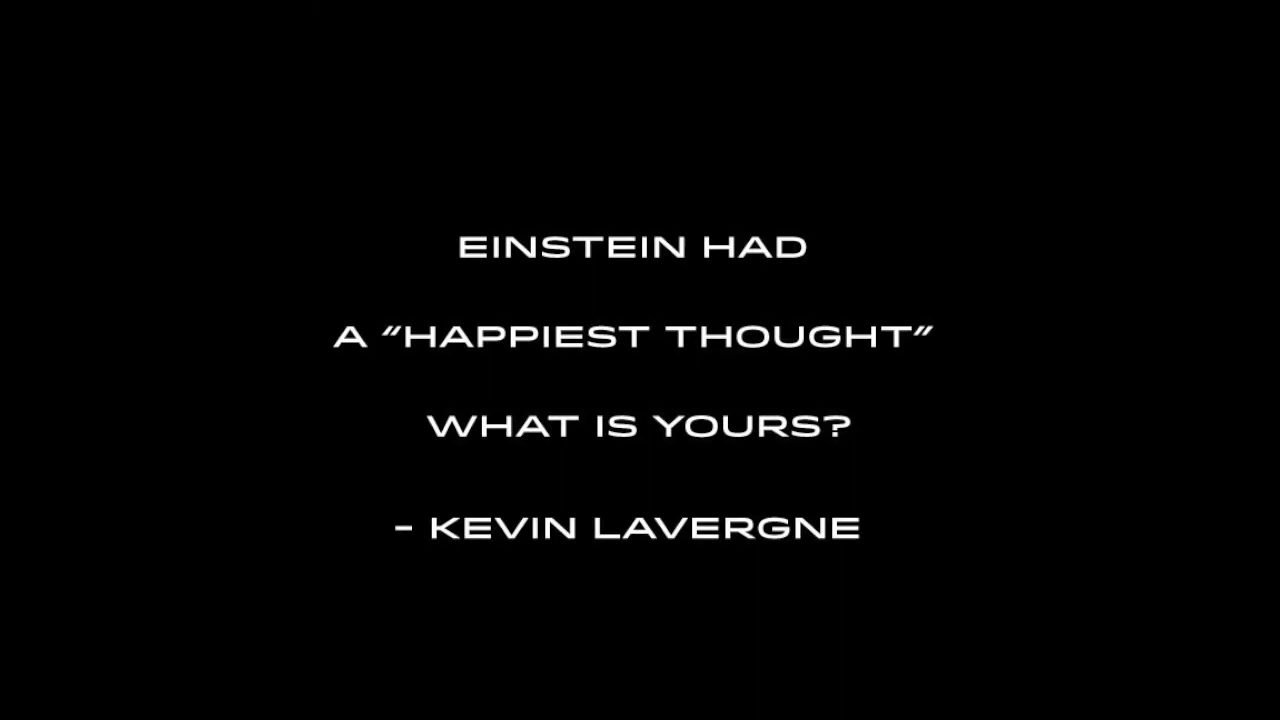 EINSTEIN HAD
A “HAPPIEST THOUGHT”
WHAT IS YOURS?
- KEVIN LAVERGNE